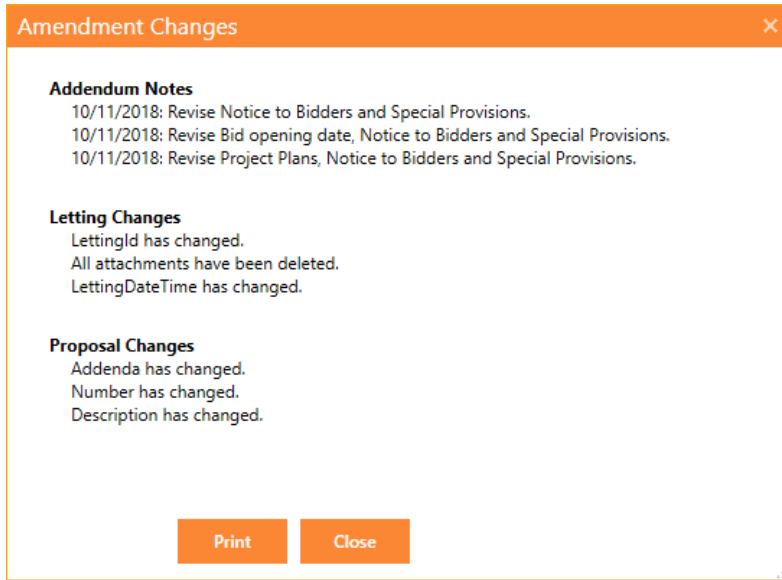 Amendment Changes
Addendum Notes
10/11/2018: Revise Notice to Bidders and Special Provisions.
10/11/2018: Revise Bid opening date, Notice to Bidders and Special Provisions.
10/11/2018: Revise Project Plans, Notice to Bidders and Special Provisions.
Letting Changes
LettingId has changed.
All attachments have been deleted.
LettingDateTime has changed.
Proposal Changes
Addenda has changed.
Number has changed.
Description has changed.
Print Close